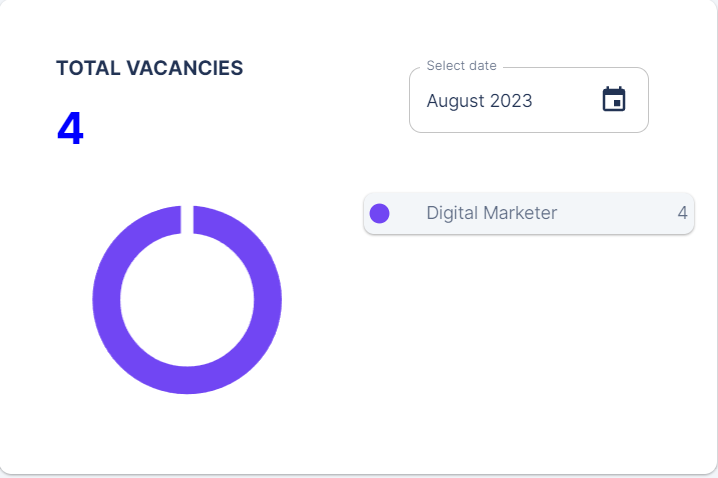 TOTAL VACANCIES
4
Select date
August 2023
Digital Marketer 4